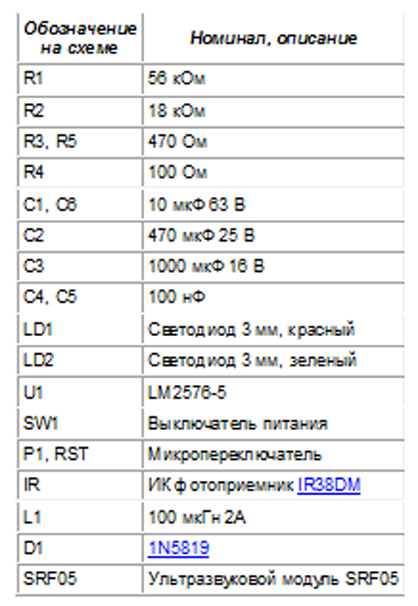 Обозначение
на схеме
Номинал, описание
R1 56 кОм
R2 18 кОм
R3, R5 470 Ом
R4 100 Ом
C1, C6 10 мкФ 63 В
C2 470 мкФ 25 В
C3 1000 мкФ 16 В
C4, C5 100 нФ
LD1 Светодиод 3 мм, красный
LD2 Светодиод 3 мм, зеленый
U1 LM2576-5
SW1 Выключатель питания
P1, RST Микропереключатель
IR ИК фотоприемник IR38DM
L1 100 мкГн 2А
D1 1N5819
SRF05 Ультразвуковой модуль SRF05